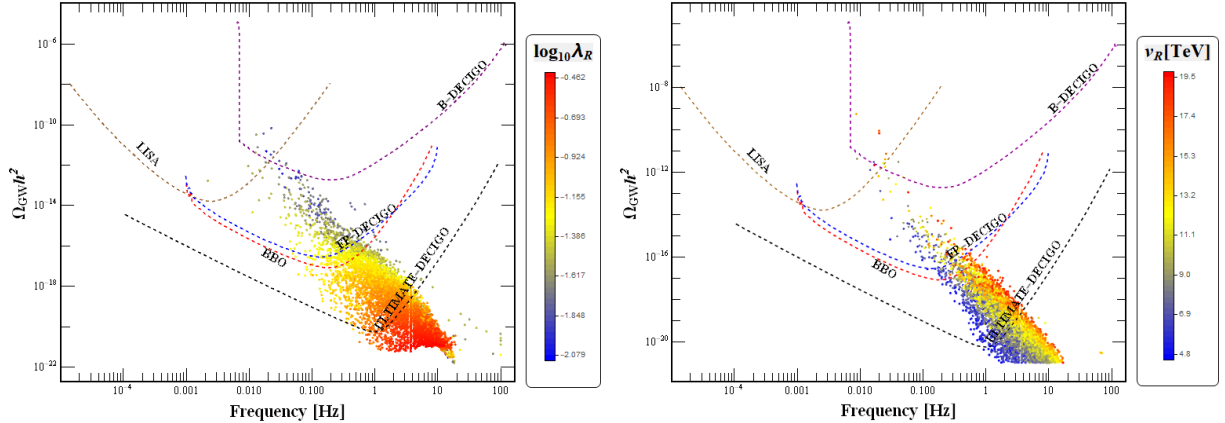 10⁻⁶
10⁻¹⁰
10⁻¹⁴
10⁻¹⁸
10⁻²²
Ω_GW h²
LISA
BBO
FP-DECIGO
B-DECIGO
ULTIMATE-DECIGO
10⁻⁴
0.001
0.010
0.100
1
10
100
Frequency [Hz]
log₁₀λ_R
-0.462
-0.693
-0.924
-1.155
-1.386
-1.617
-1.848
-2.079
10⁻⁸
10⁻¹²
10⁻¹⁶
10⁻²⁰
Ω_GW h²
LISA
BBO
FP-DECIGO
B-DECIGO
ULTIMATE-DECIGO
10⁻⁴
0.001
0.010
0.100
1
10
100
Frequency [Hz]
v_R[TeV]
19.5
17.4
15.3
13.2
11.1
9.0
6.9
4.8